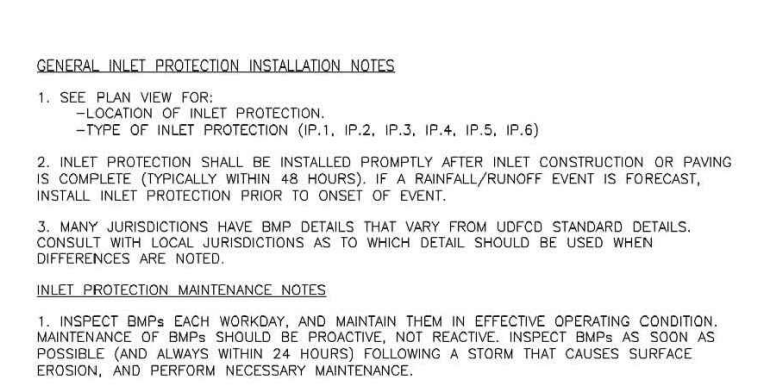 GENERAL INLET PROTECTION INSTALLATION NOTES
1. SEE PLAN VIEW FOR:
-LOCATION OF INLET PROTECTION.
-TYPE OF INLET PROTECTION (IP.1, IP.2, IP.3, IP.4, IP.5, IP.6)
2. INLET PROTECTION SHALL BE INSTALLED PROMPTLY AFTER INLET CONSTRUCTION OR PAVING
IS COMPLETE (TYPICALLY WITHIN 48 HOURS). IF A RAINFALL/RUNOFF EVENT IS FORECAST,
INSTALL INLET PROTECTION PRIOR TO ONSET OF EVENT.
3. MANY JURISDICTIONS HAVE BMP DETAILS THAT VARY FROM UDFCD STANDARD DETAILS.
CONSULT WITH LOCAL JURISDICTIONS AS TO WHICH DETAIL SHOULD BE USED WHEN
DIFFERENCES ARE NOTED.
INLET PROTECTION MAINTENANCE NOTES
1. INSPECT BMPs EACH WORKDAY, AND MAINTAIN THEM IN EFFECTIVE OPERATING CONDITION.
MAINTENANCE OF BMPs SHOULD BE PROACTIVE, NOT REACTIVE. INSPECT BMPs AS SOON AS
POSSIBLE (AND ALWAYS WITHIN 24 HOURS) FOLLOWING A STORM THAT CAUSES SURFACE
EROSION, AND PERFORM NECESSARY MAINTENANCE.